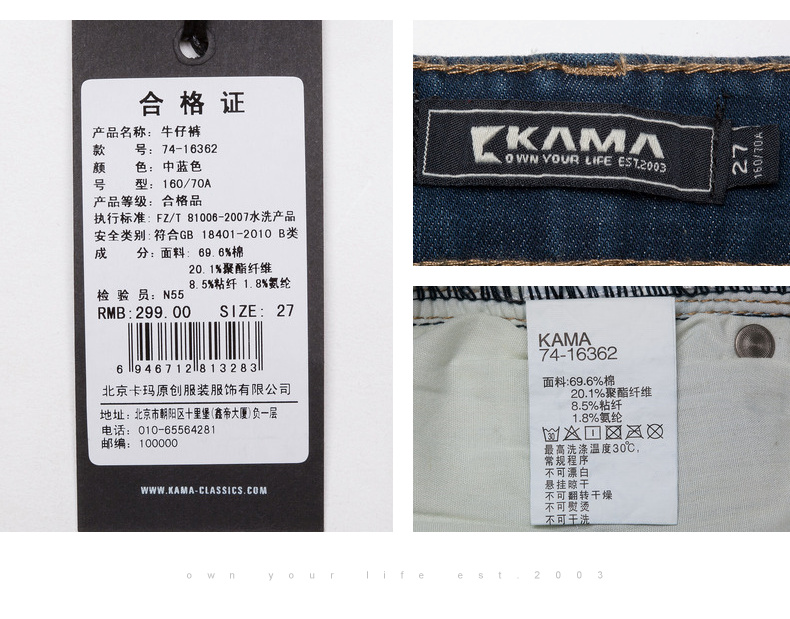 合格证
产品名称: 牛仔裤
款 号: 74-16362
颜 色: 中蓝色
号 型: 160/70A
产品等级: 合格品
执行标准: FZ/T 81006-2007水洗产品
安全类别: 符合GB 18401-2010 B类
成 分: 面料: 69.6%棉
20.1%聚酯纤维
8.5%粘纤 1.8%氨纶
检 验 员: N55
RMB:299.00 SIZE: 27
6 946712 813283
北京卡玛原创服装服饰有限公司
地址: 北京市朝阳区十里堡(鑫帝大厦)负一层
电话: 010-65564281
邮编: 100000
WWW.KAMA-CLASSICS.COM
KAMA
OWN YOUR LIFE EST.2003
27
160/70A
KAMA
74-16362
面料:69.6%棉
20.1%聚酯纤维
8.5%粘纤
1.8%氨纶
最高洗涤温度30℃,
常规程序
不可漂白
悬挂晾干
不可翻转干燥
不可熨烫
不可干洗
own your life est.2003